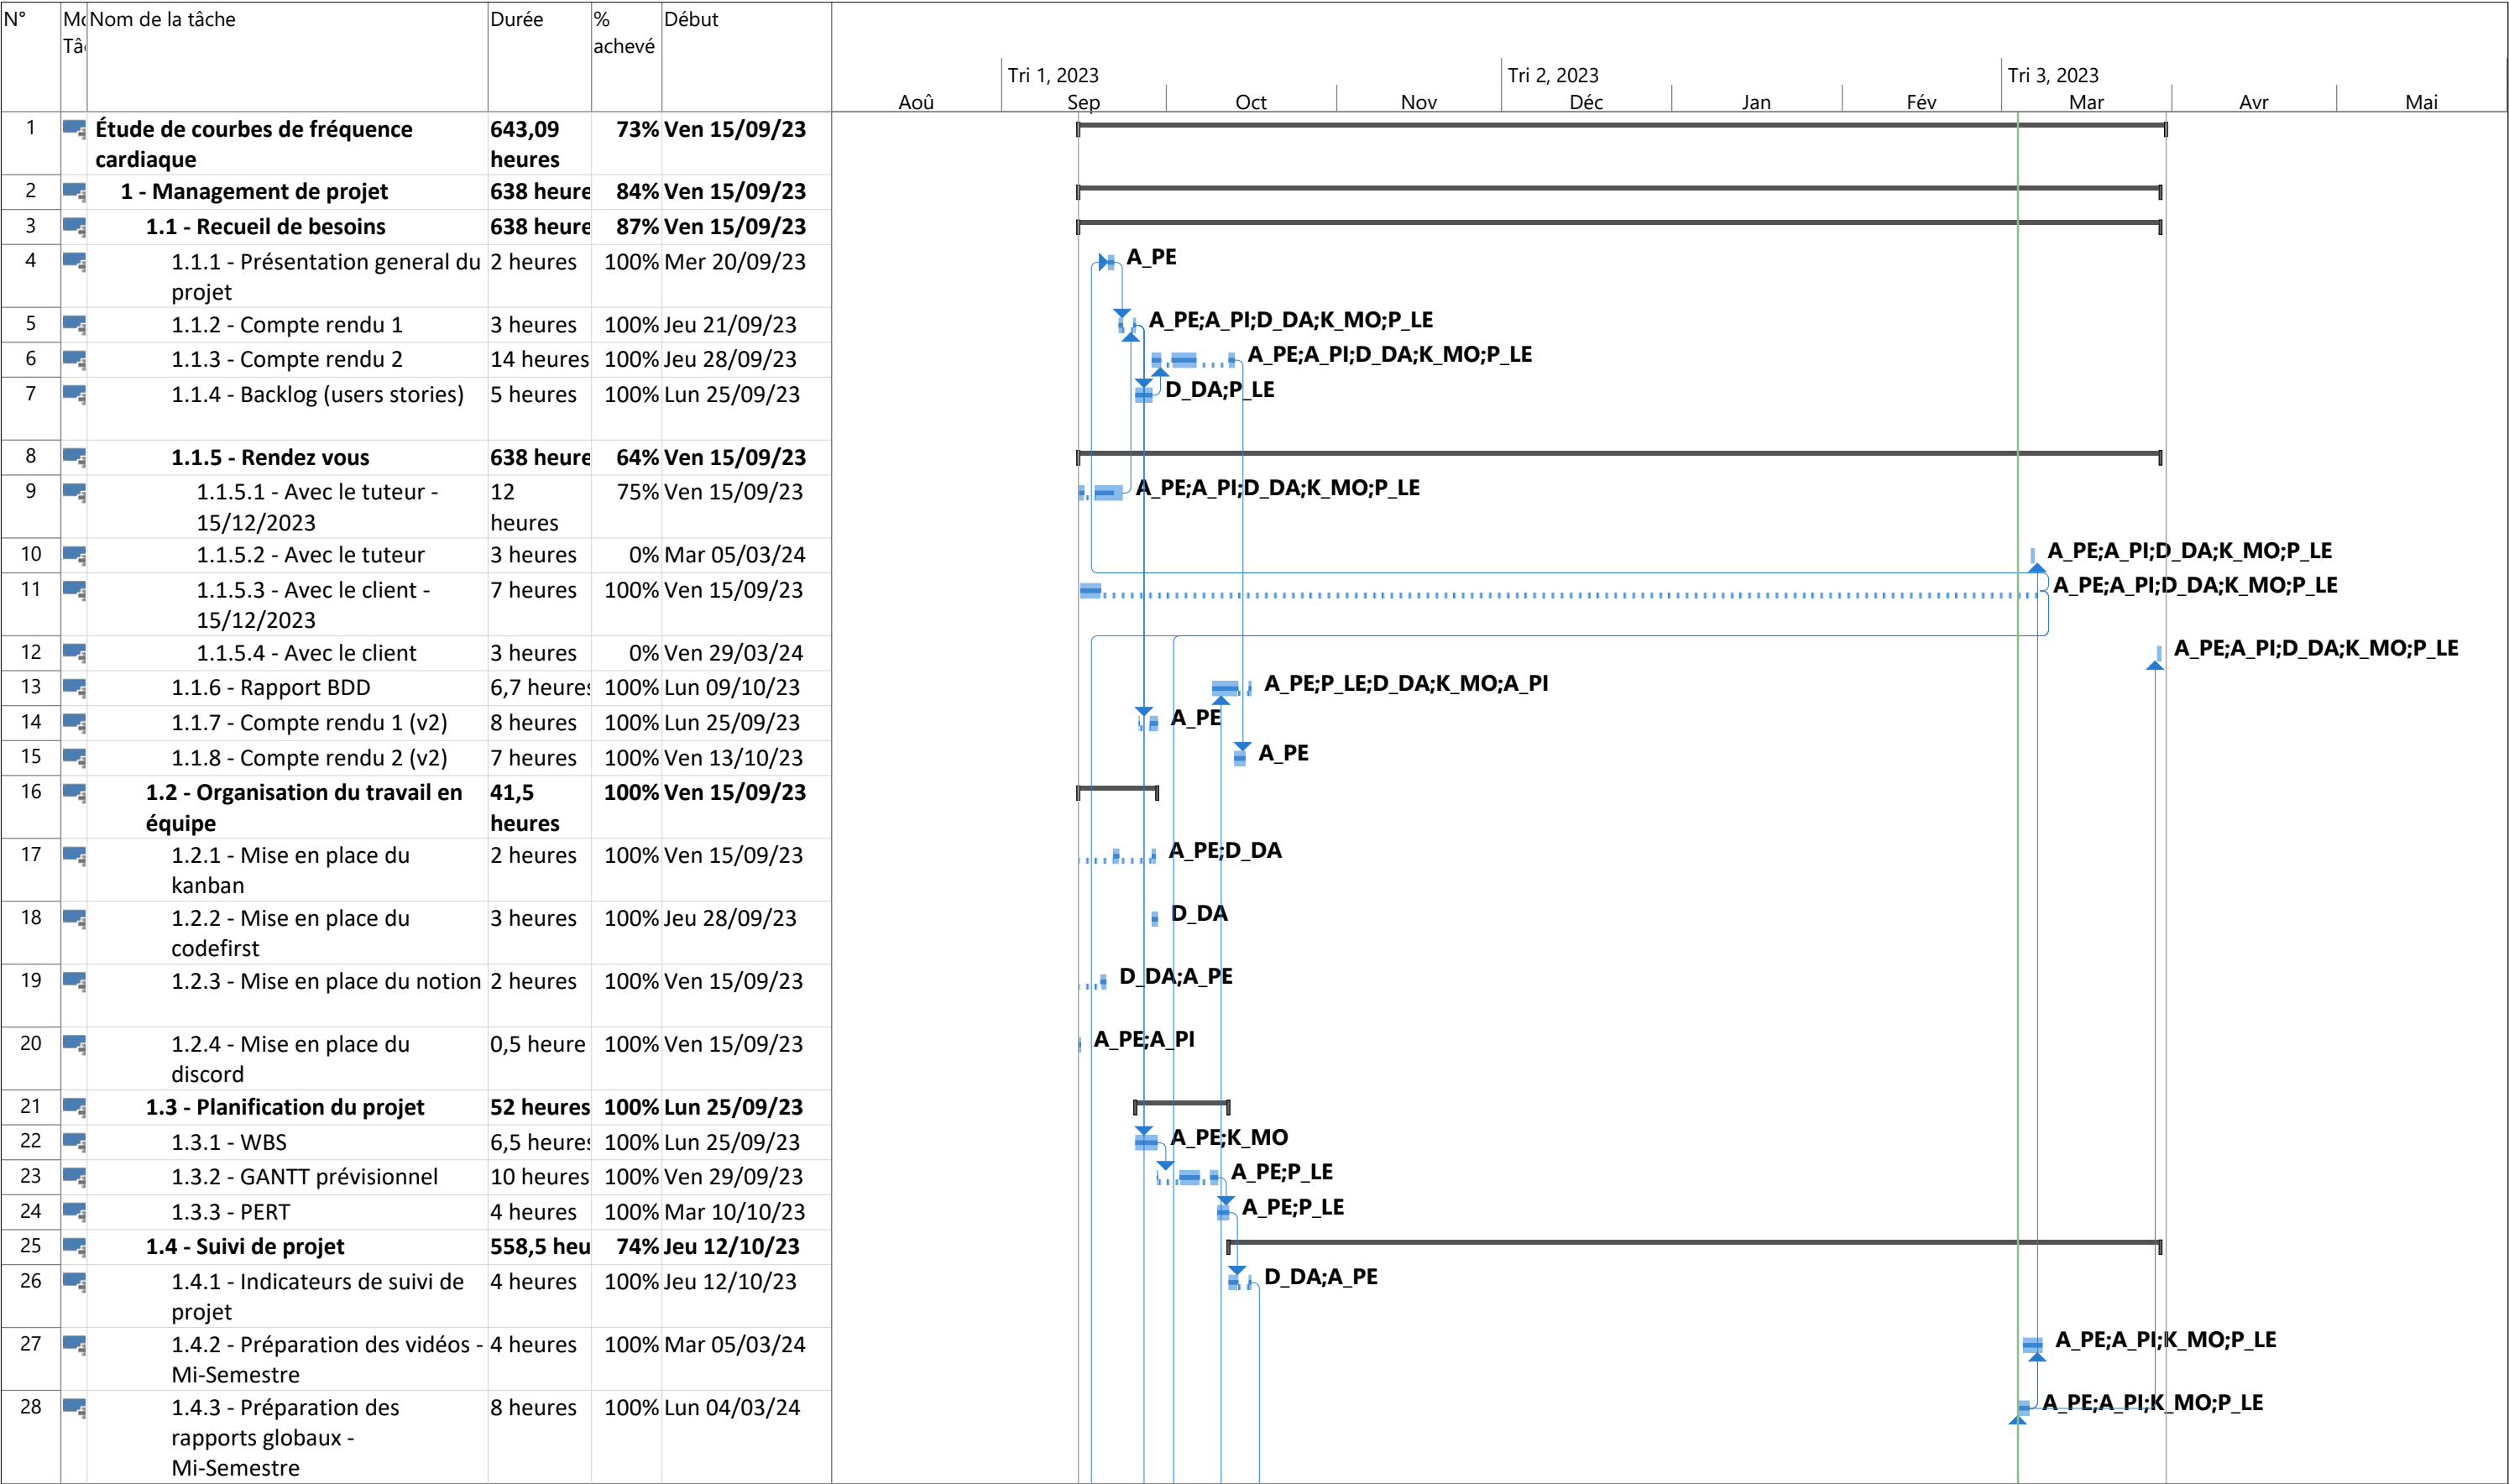 N° Mo Nom de la tâche Durée % Début
Tâ achevé
Tri 1, 2023 Tri 2, 2023 Tri 3, 2023
Aoû Sep Oct Nov Déc Jan Fév Mar Avr Mai
1 Étude de courbes de fréquence 643,09 73% Ven 15/09/23
cardiaque heures
2 1 - Management de projet 638 heure 84% Ven 15/09/23
3 1.1 - Recueil de besoins 638 heure 87% Ven 15/09/23
4 1.1.1 - Présentation general du 2 heures 100% Mer 20/09/23 A_PE
projet
5 1.1.2 - Compte rendu 1 3 heures 100% Jeu 21/09/23 A_PE;A_PI;D_DA;K_MO;P_LE
6 1.1.3 - Compte rendu 2 14 heures 100% Jeu 28/09/23 A_PE;A_PI;D_DA;K_MO;P_LE
7 1.1.4 - Backlog (users stories) 5 heures 100% Lun 25/09/23 D_DA;P_LE
8 1.1.5 - Rendez vous 638 heure 64% Ven 15/09/23
9 1.1.5.1 - Avec le tuteur - 12 75% Ven 15/09/23 A_PE;A_PI;D_DA;K_MO;P_LE
15/12/2023 heures
10 1.1.5.2 - Avec le tuteur 3 heures 0% Mar 05/03/24 A_PE;A_PI;D_DA;K_MO;P_LE
11 1.1.5.3 - Avec le client - 7 heures 100% Ven 15/09/23 A_PE;A_PI;D_DA;K_MO;P_LE
15/12/2023
12 1.1.5.4 - Avec le client 3 heures 0% Ven 29/03/24 A_PE;A_PI;D_DA;K_MO;P_LE
13 1.1.6 - Rapport BDD 6,7 heures 100% Lun 09/10/23 A_PE;P_LE;D_DA;K_MO;A_PI
14 1.1.7 - Compte rendu 1 (v2) 8 heures 100% Lun 25/09/23 A_PE
15 1.1.8 - Compte rendu 2 (v2) 7 heures 100% Ven 13/10/23 A_PE
16 1.2 - Organisation du travail en 41,5 100% Ven 15/09/23
équipe heures
17 1.2.1 - Mise en place du 2 heures 100% Ven 15/09/23 A_PE;D_DA
kanban
18 1.2.2 - Mise en place du 3 heures 100% Jeu 28/09/23 D_DA
codefirst
19 1.2.3 - Mise en place du notion 2 heures 100% Ven 15/09/23 D_DA;A_PE
20 1.2.4 - Mise en place du 0,5 heure 100% Ven 15/09/23 A_PE;A_PI
discord
21 1.3 - Planification du projet 52 heures 100% Lun 25/09/23
22 1.3.1 - WBS 6,5 heures 100% Lun 25/09/23 A_PE;K_MO
23 1.3.2 - GANTT prévisionnel 10 heures 100% Ven 29/09/23 A_PE;P_LE
24 1.3.3 - PERT 4 heures 100% Mar 10/10/23 A_PE;P_LE
25 1.4 - Suivi de projet 558,5 heu 74% Jeu 12/10/23
26 1.4.1 - Indicateurs de suivi de 4 heures 100% Jeu 12/10/23 D_DA;A_PE
projet
27 1.4.2 - Préparation des vidéos - 4 heures 100% Mar 05/03/24 A_PE;A_PI;K_MO;P_LE
Mi-Semestre
28 1.4.3 - Préparation des 8 heures 100% Lun 04/03/24 A_PE;A_PI;K_MO;P_LE
rapports globaux -
Mi-Semestre